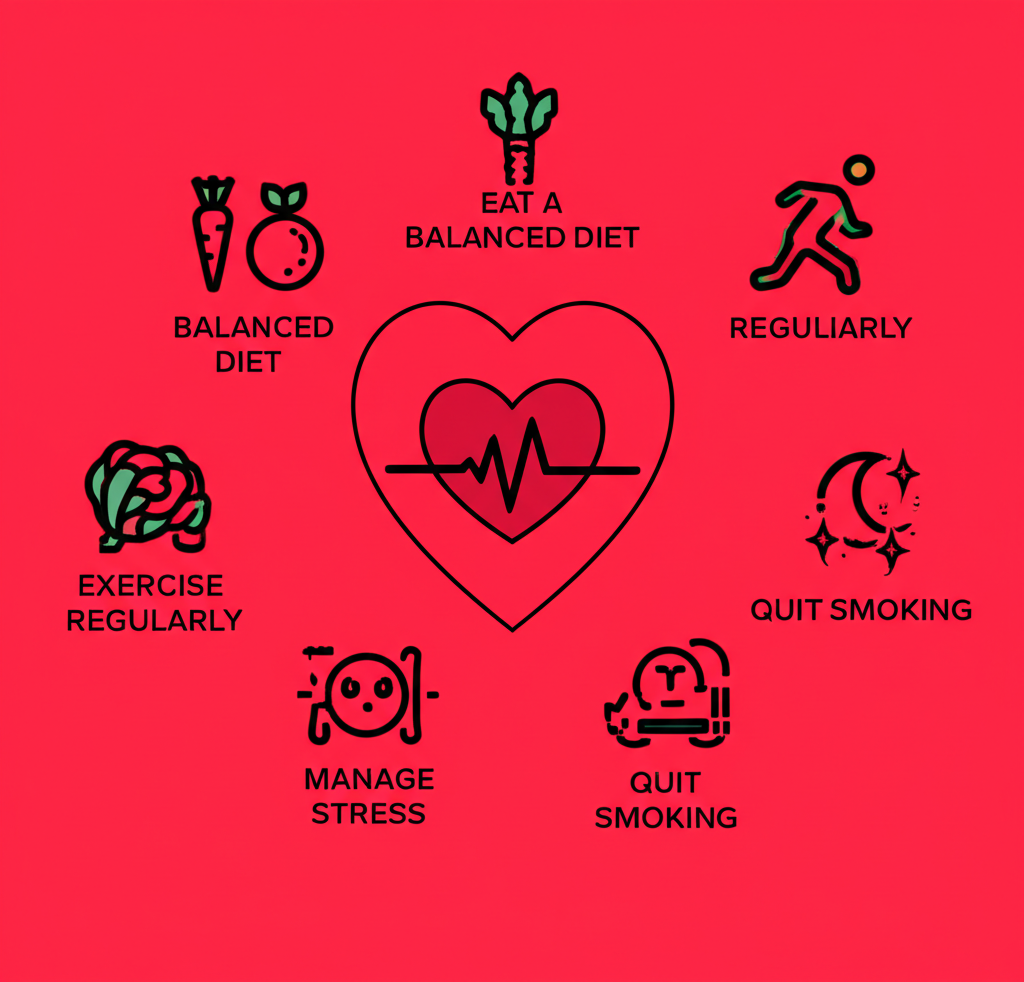 EAT A
BALANCED DIET
BALANCED
DIET
REGULIARLY
EXERCISE
REGULARLY
QUIT SMOKING
MANAGE
STRESS
QUIT
SMOKING